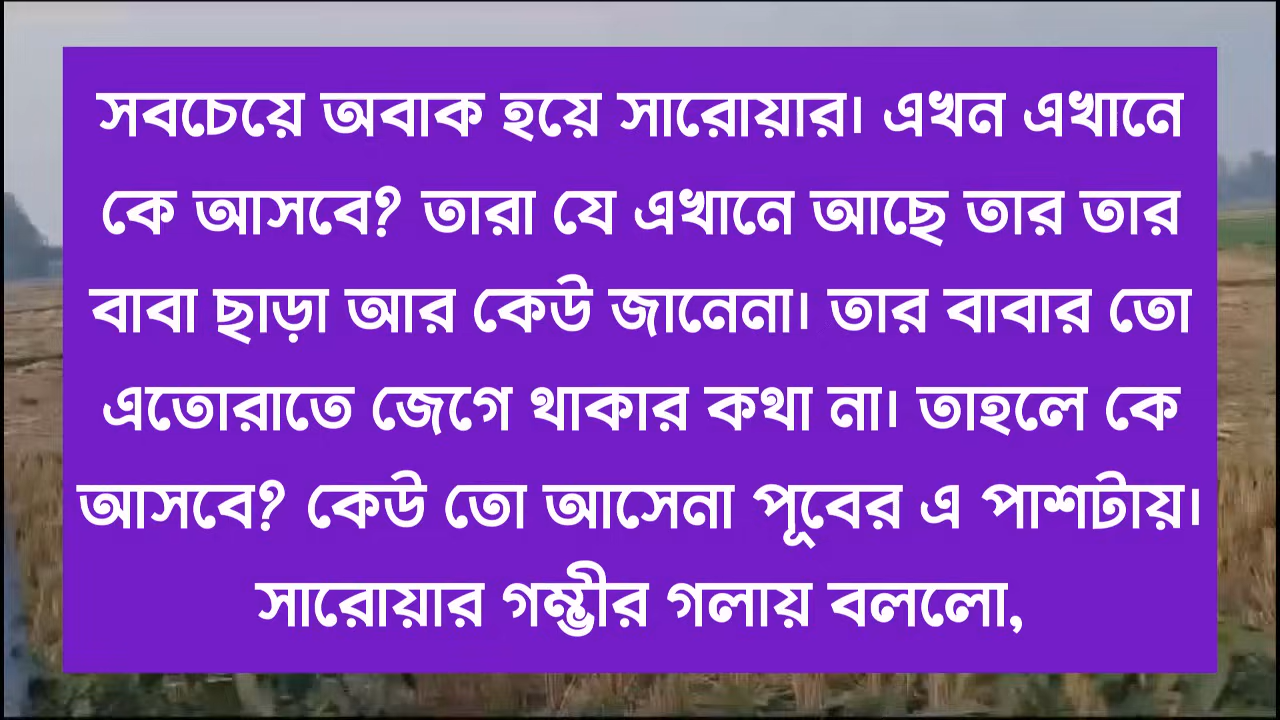 সবচেয়ে অবাক হয়ে সারোয়ার। এখন এখানে
কে আসবে? তারা যে এখানে আছে তার তার
বাবা ছাড়া আর কেউ জানেনা। তার বাবার তো
এতোরাতে জেগে থাকার কথা না। তাহলে কে
আসবে? কেউ তো আসেনা পূবের এ পাশটায়।
সারোয়ার গম্ভীর গলায় বললো,